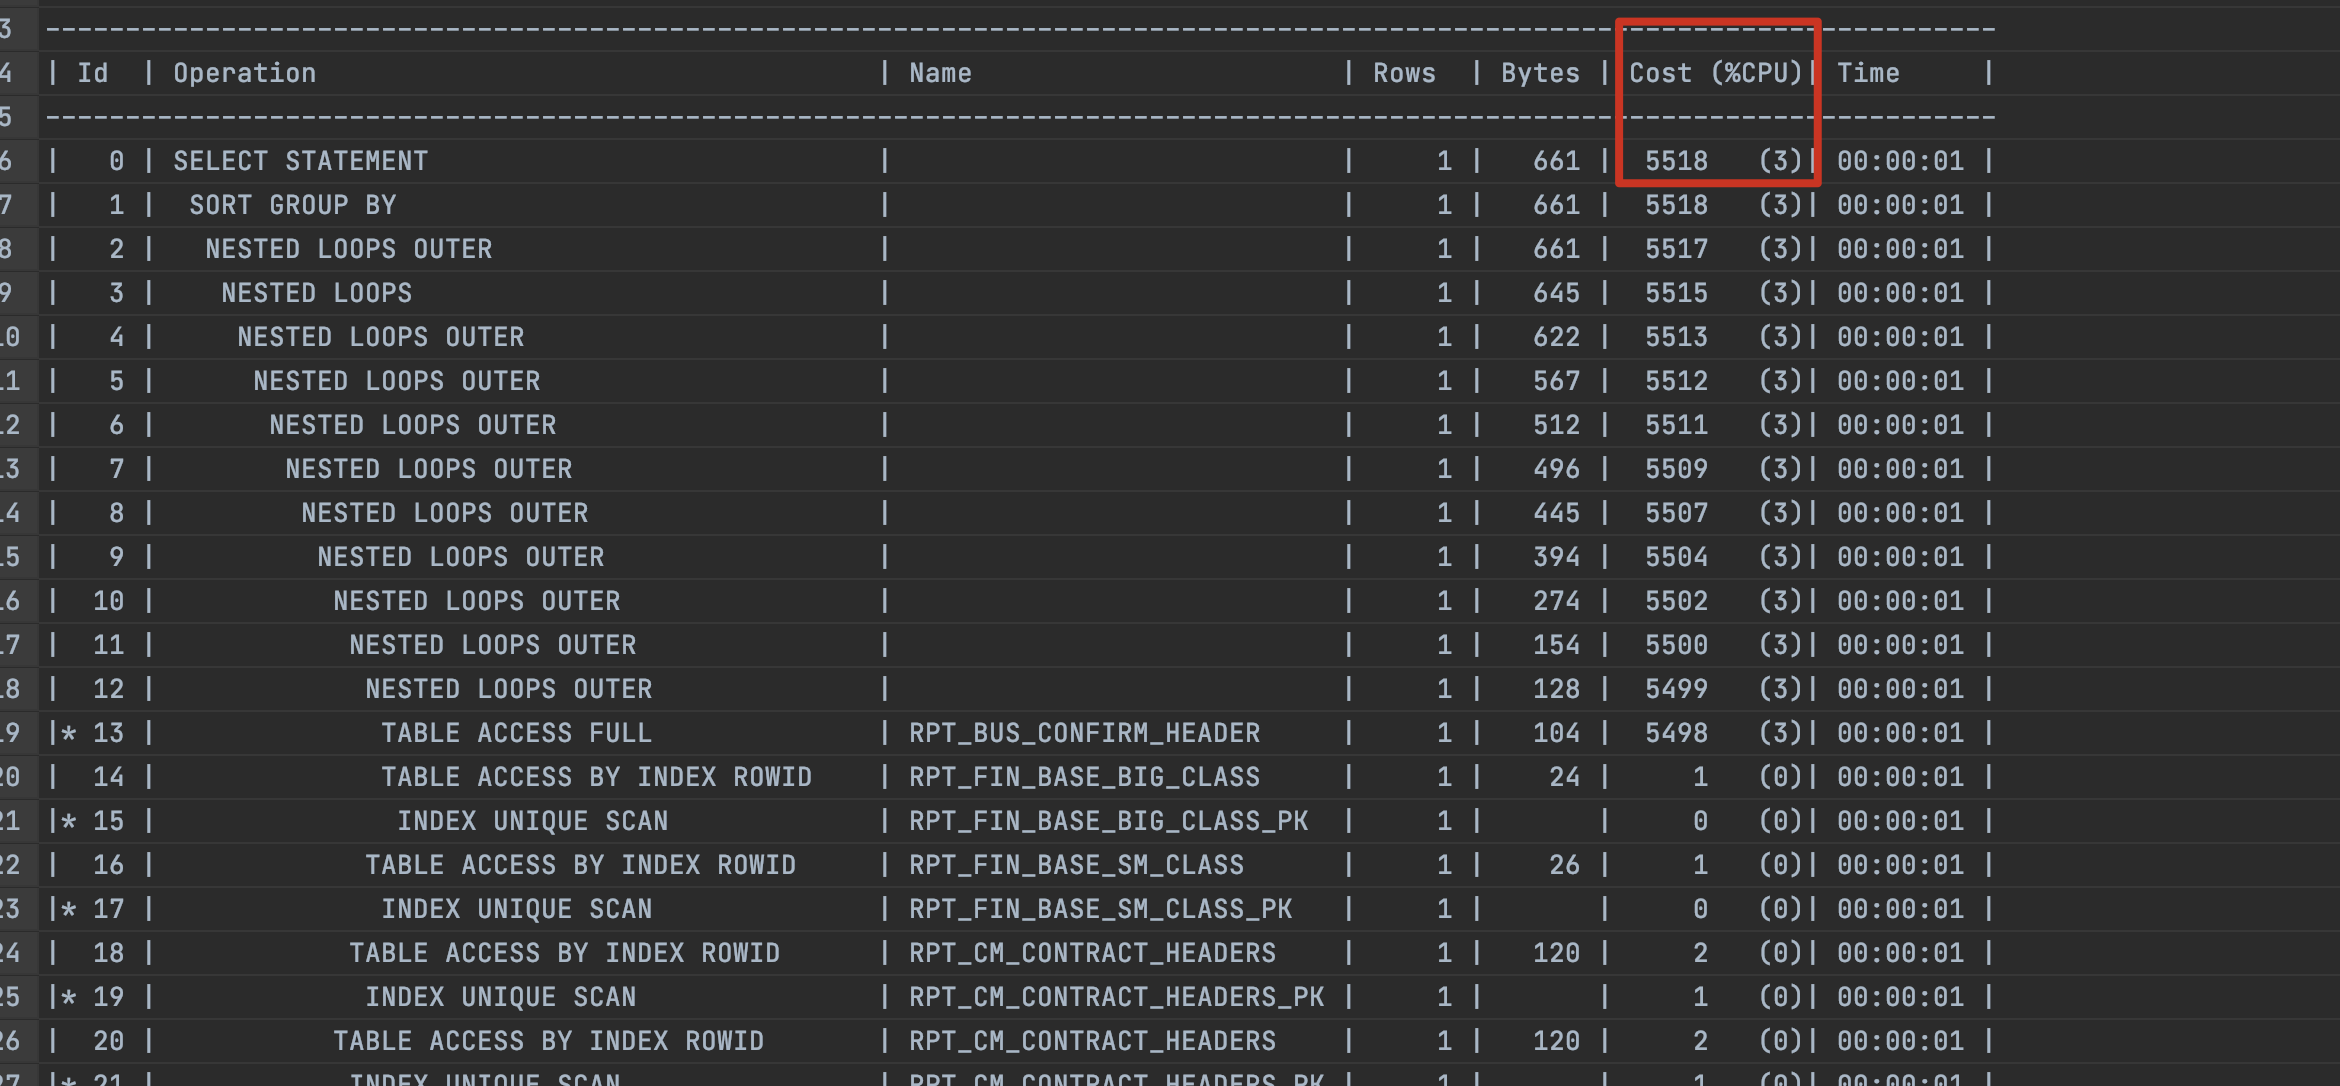 3 --------------------------------------------------------------------------------------------------------------------------
4 | Id  | Operation                                   | Name                       | Rows  | Bytes | Cost (%CPU)| Time     |
5 --------------------------------------------------------------------------------------------------------------------------
6 |   0 | SELECT STATEMENT                            |                            |     1 |   661 |  5518   (3)| 00:00:01 |
7 |   1 |  SORT GROUP BY                              |                            |     1 |   661 |  5518   (3)| 00:00:01 |
8 |   2 |   NESTED LOOPS OUTER                        |                            |     1 |   661 |  5517   (3)| 00:00:01 |
9 |   3 |    NESTED LOOPS                             |                            |     1 |   645 |  5515   (3)| 00:00:01 |
10 |   4 |     NESTED LOOPS OUTER                      |                            |     1 |   622 |  5513   (3)| 00:00:01 |
11 |   5 |      NESTED LOOPS OUTER                     |                            |     1 |   567 |  5512   (3)| 00:00:01 |
12 |   6 |       NESTED LOOPS OUTER                    |                            |     1 |   512 |  5511   (3)| 00:00:01 |
13 |   7 |        NESTED LOOPS OUTER                   |                            |     1 |   496 |  5509   (3)| 00:00:01 |
14 |   8 |         NESTED LOOPS OUTER                  |                            |     1 |   445 |  5507   (3)| 00:00:01 |
15 |   9 |          NESTED LOOPS OUTER                 |                            |     1 |   394 |  5504   (3)| 00:00:01 |
16 |  10 |           NESTED LOOPS OUTER                |                            |     1 |   274 |  5502   (3)| 00:00:01 |
17 |  11 |            NESTED LOOPS OUTER               |                            |     1 |   154 |  5500   (3)| 00:00:01 |
18 |  12 |             NESTED LOOPS OUTER              |                            |     1 |   128 |  5499   (3)| 00:00:01 |
19 |* 13 |              TABLE ACCESS FULL              | RPT_BUS_CONFIRM_HEADER     |     1 |   104 |  5498   (3)| 00:00:01 |
20 |  14 |              TABLE ACCESS BY INDEX ROWID    | RPT_FIN_BASE_BIG_CLASS     |     1 |    24 |     1   (0)| 00:00:01 |
21 |* 15 |               INDEX UNIQUE SCAN             | RPT_FIN_BASE_BIG_CLASS_PK  |     1 |       |     0   (0)| 00:00:01 |
22 |  16 |             TABLE ACCESS BY INDEX ROWID     | RPT_FIN_BASE_SM_CLASS      |     1 |    26 |     1   (0)| 00:00:01 |
23 |* 17 |              INDEX UNIQUE SCAN              | RPT_FIN_BASE_SM_CLASS_PK   |     1 |       |     0   (0)| 00:00:01 |
24 |  18 |            TABLE ACCESS BY INDEX ROWID      | RPT_CM_CONTRACT_HEADERS    |     1 |   120 |     2   (0)| 00:00:01 |
25 |* 19 |             INDEX UNIQUE SCAN               | RPT_CM_CONTRACT_HEADERS_PK |     1 |       |     1   (0)| 00:00:01 |
26 |  20 |           TABLE ACCESS BY INDEX ROWID       | RPT_CM_CONTRACT_HEADERS    |     1 |   120 |     2   (0)| 00:00:01 |
27 |* 21 |            INDEX UNIQUE SCAN                | RPT_CM_CONTRACT_HEADERS_PK |     1 |       |     1   (0)| 00:00:01 |